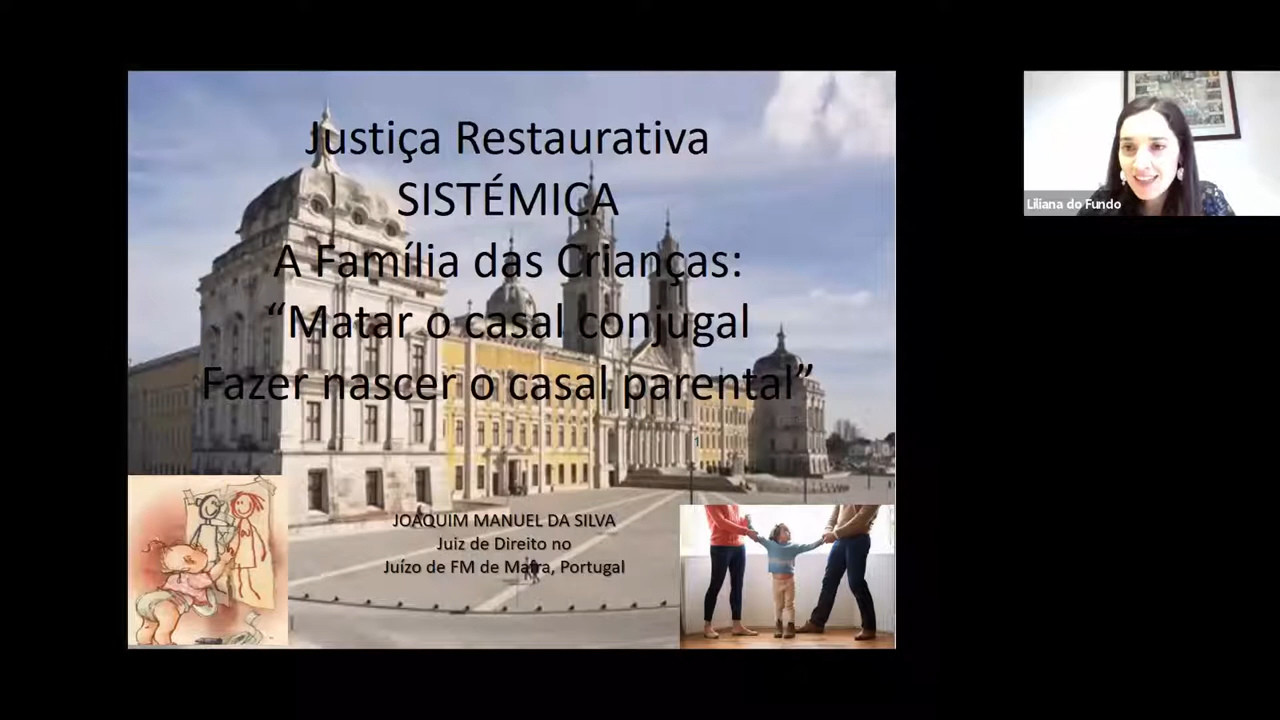 Justiça Restaurativa
SISTÉMICA
A Família das Crianças:
“Matar o casal conjugal
Fazer nascer o casal parental”
1
JOAQUIM MANUEL DA SILVA
Juiz de Direito no
Juízo de FM de Mafra, Portugal
Liliana do Fundo